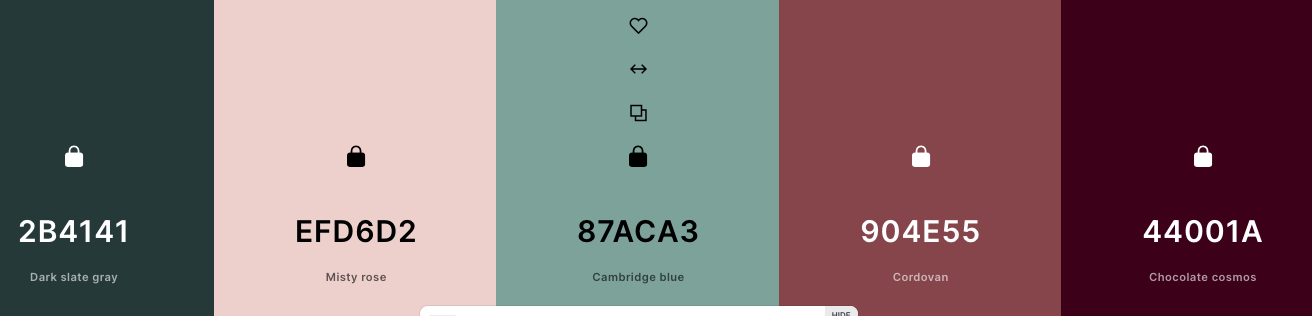 2B4141
Dark slate gray
EFD6D2
Misty rose
87ACA3
Cambridge blue
904E55
Cordovan
44001A
Chocolate cosmos
HIDE